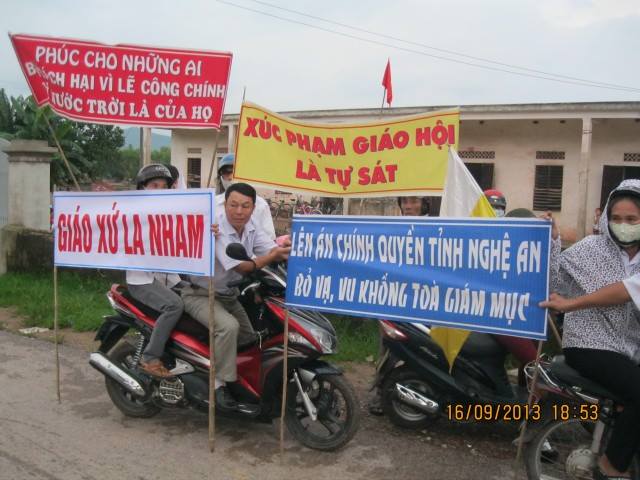 PHÚC CHO NHỮNG AI
BỊ BÁCH HẠI VÌ LẼ CÔNG CHÍNH
VÌ NƯỚC TRỜI LÀ CỦA HỌ
XÚC PHẠM GIÁO HỘI
LÀ TỰ SÁT
GIÁO XỨ LA NHAM
LÊN ÁN CHÍNH QUYỀN TỈNH NGHỆ AN
BỎ VẠ, VU KHỐNG TOÀ GIÁM MỤC
16/09/2013 18:53